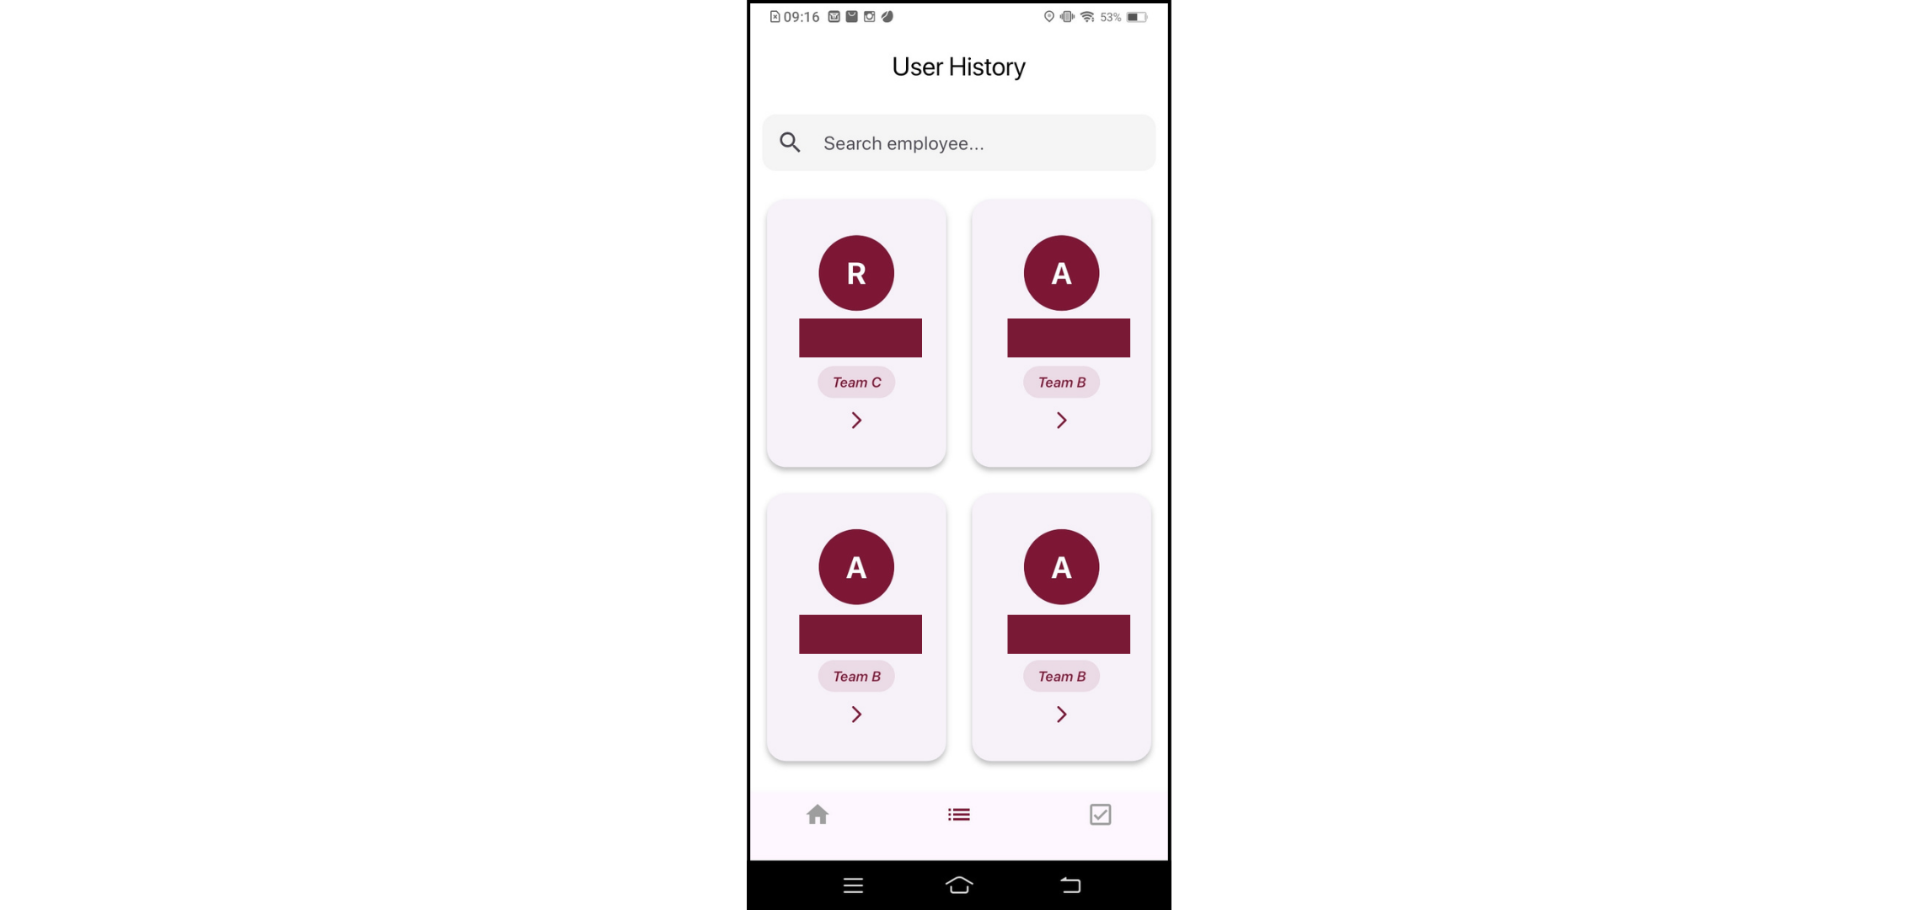 09:16 53%
User History
Search employee...
R A
Team C Team B
A A
Team B Team B